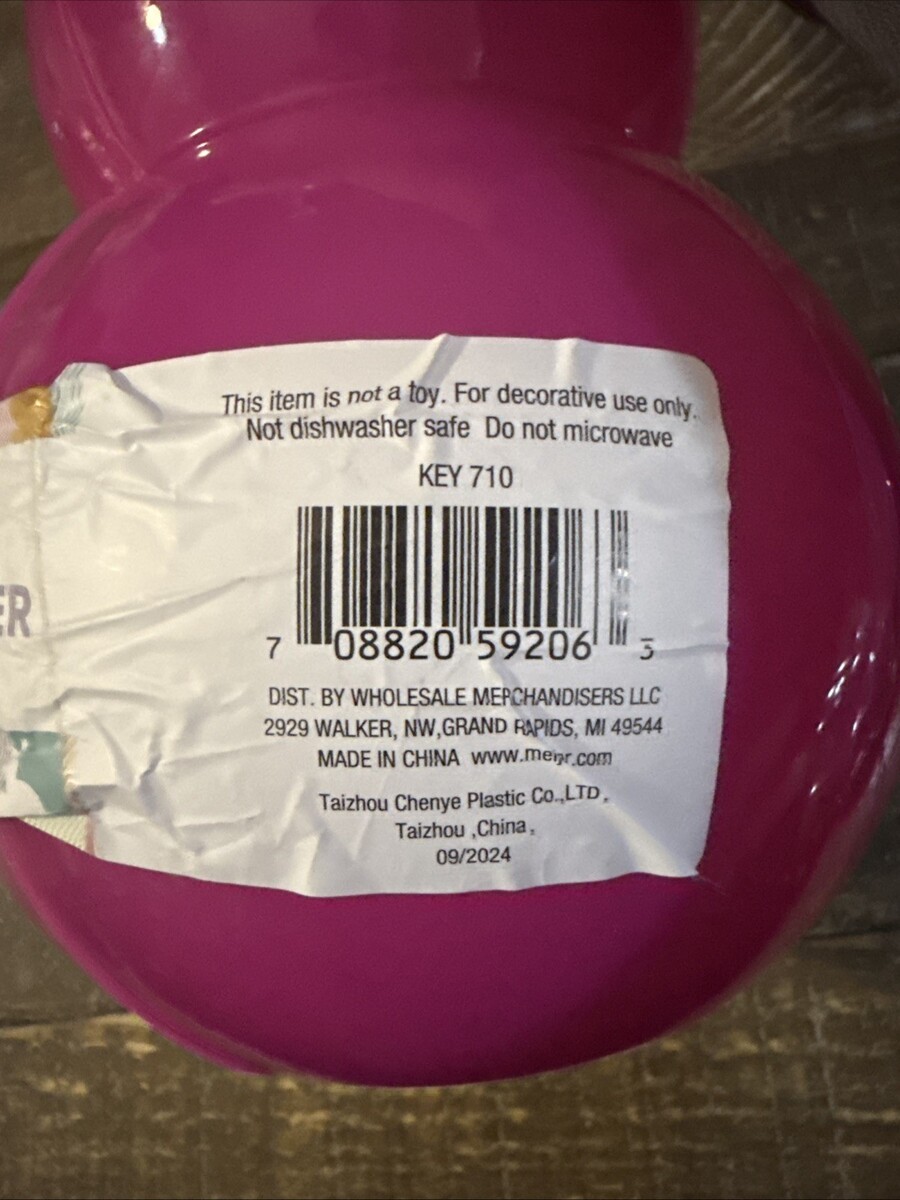 This item is not a toy. For decorative use only.
Not dishwasher safe Do not microwave
KEY 710
ER
7 08820 59206 3
DIST. BY WHOLESALE MERCHANDISERS LLC
2929 WALKER, NW,GRAND RAPIDS, MI 49544
MADE IN CHINA
Taizhou Chenye Plastic Co.,LTD.
Taizhou ,China.
09/2024